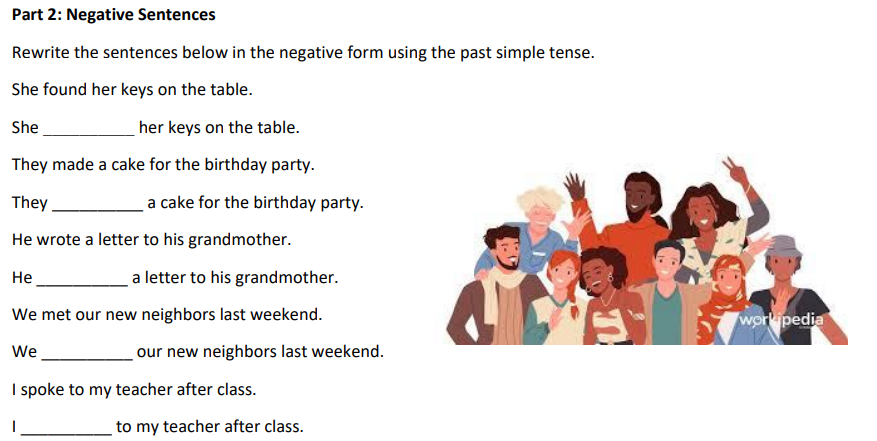 Part 2: Negative Sentences
Rewrite the sentences below in the negative form using the past simple tense.
She found her keys on the table.
She __________ her keys on the table.
They made a cake for the birthday party.
They __________ a cake for the birthday party.
He wrote a letter to his grandmother.
He __________ a letter to his grandmother.
We met our new neighbors last weekend.
We __________ our new neighbors last weekend.
I spoke to my teacher after class.
I __________ to my teacher after class.
workipedia